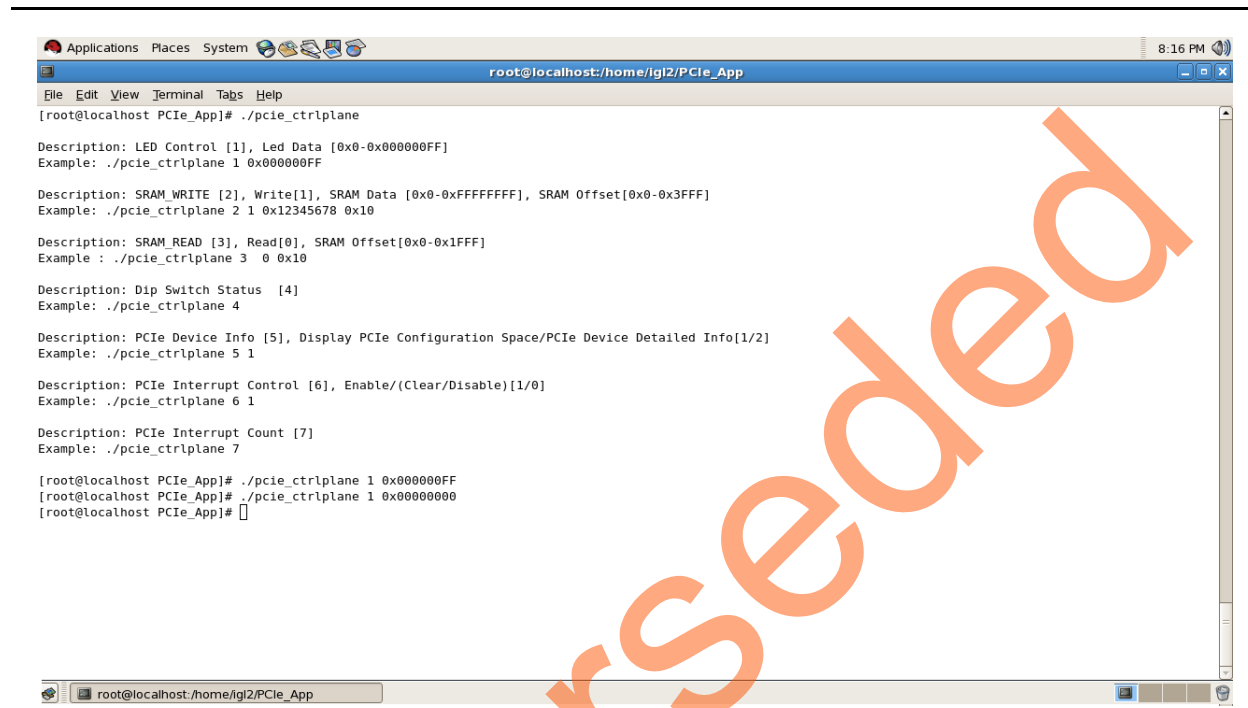 Applications Places System 8:16 PM
root@localhost:/home/igl2/PCIe_App
File Edit View Terminal Tabs Help
[root@localhost PCIe_App]# ./pcie_ctrlplane
Description: LED Control [1], Led Data [0x0-0x000000FF]
Example: ./pcie_ctrlplane 1 0x000000FF
Description: SRAM_WRITE [2], Write[1], SRAM Data [0x0-0xFFFFFFFF], SRAM Offset[0x0-0x3FFF]
Example: ./pcie_ctrlplane 2 1 0x12345678 0x10
Description: SRAM_READ [3], Read[0], SRAM Offset[0x0-0x1FFF]
Example : ./pcie_ctrlplane 3  0 0x10
Description: Dip Switch Status  [4]
Example: ./pcie_ctrlplane 4
Description: PCIe Device Info [5], Display PCIe Configuration Space/PCIe Device Detailed Info[1/2]
Example: ./pcie_ctrlplane 5 1
Description: PCIe Interrupt Control [6], Enable/(Clear/Disable)[1/0]
Example: ./pcie_ctrlplane 6 1
Description: PCIe Interrupt Count [7]
Example: ./pcie_ctrlplane 7
[root@localhost PCIe_App]# ./pcie_ctrlplane 1 0x000000FF
[root@localhost PCIe_App]# ./pcie_ctrlplane 1 0x00000000
[root@localhost PCIe_App]#
root@localhost:/home/igl2/PCIe_App
rseded